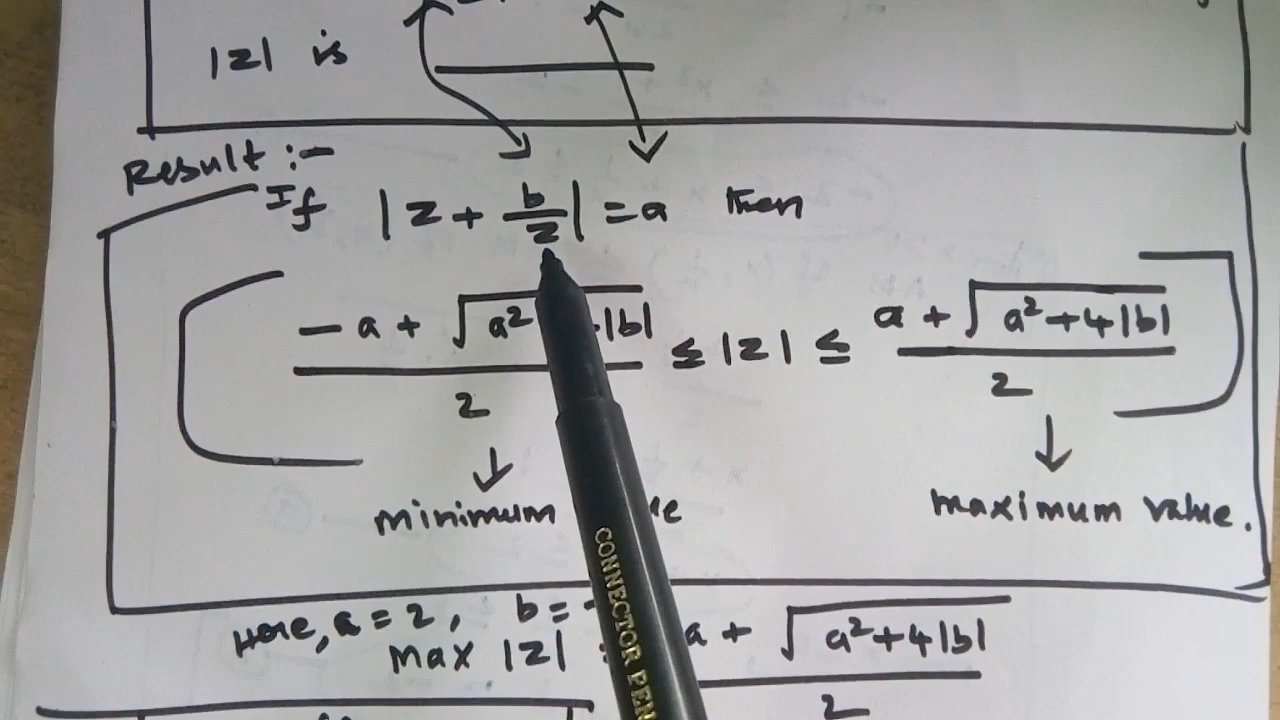 |z| is
Result :-
If |z + b/z| = a then
-a + √a² |b| / 2 ≤ |z| ≤ a + √a²+4|b| / 2
minimum
maximum value.
Here, a = 2, b =
max |z| a + √a²+4|b| / 2
CONNECTOR PEN